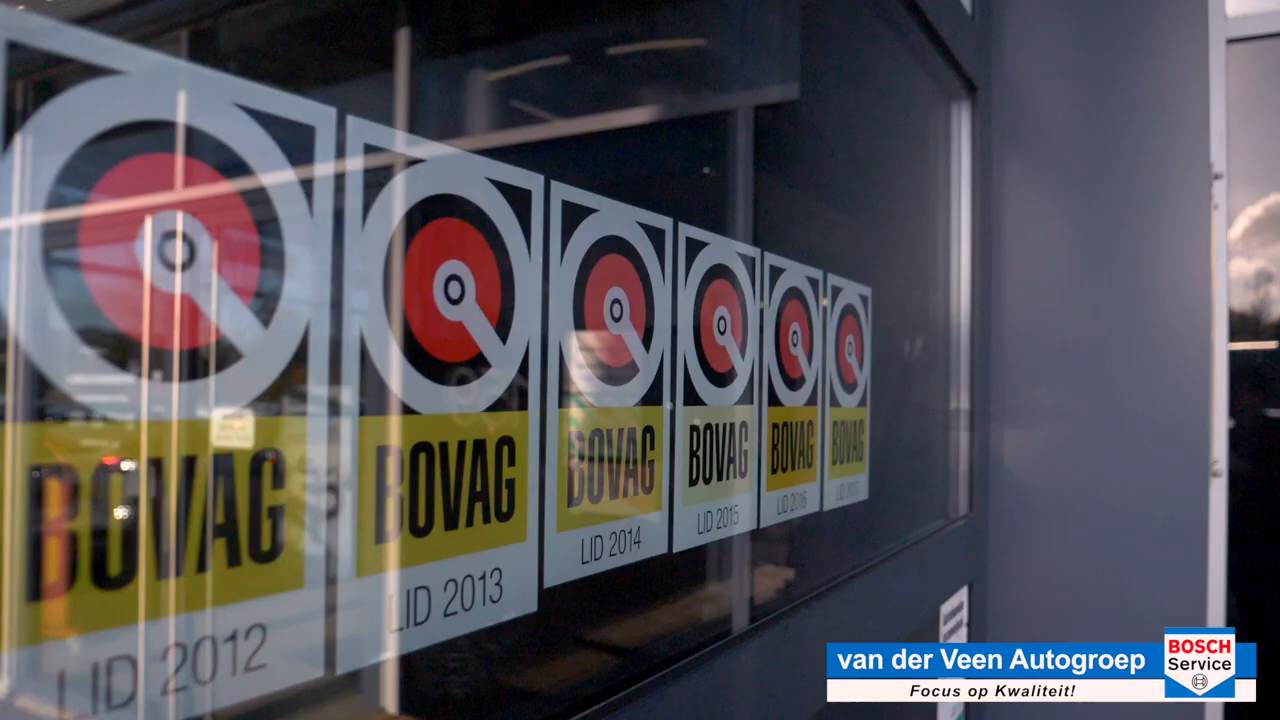 BOVAG
LID 2012
BOVAG
LID 2013
BOVAG
LID 2014
BOVAG
LID 2015
BOVAG
LID 2016
BOVAG
van der Veen Autogroep
Focus op Kwaliteit!
BOSCH
Service